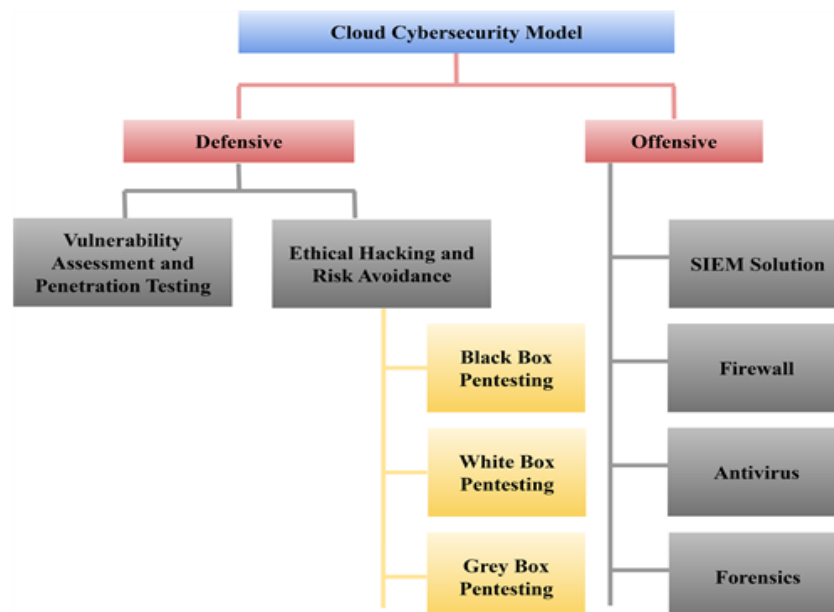 Cloud Cybersecurity Model
Defensive
Offensive
Vulnerability
Assessment and
Penetration Testing
Ethical Hacking and
Risk Avoidance
Black Box
Pentesting
White Box
Pentesting
Grey Box
Pentesting
SIEM Solution
Firewall
Antivirus
Forensics